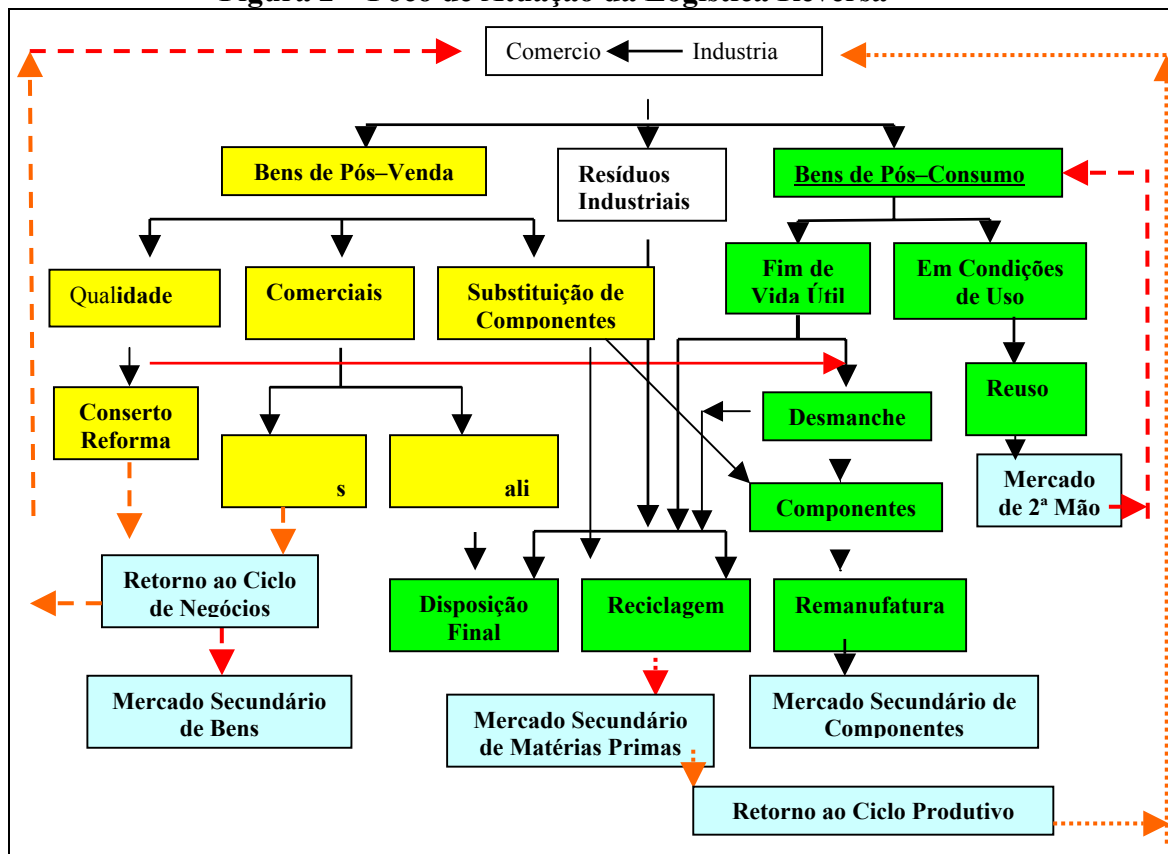 Comercio Industria
Bens de Pós–Venda
Resíduos
Industriais
Bens de Pós–Consumo
Qualidade
Comerciais
Substituição de
Componentes
Fim de
Vida Útil
Em Condições
de Uso
Conserto
Reforma
s
ali
Desmanche
Reuso
Componentes
Mercado
de 2ª Mão
Retorno ao Ciclo
de Negócios
Disposição
Final
Reciclagem
Remanufatura
Mercado Secundário
de Bens
Mercado Secundário
de Matérias Primas
Mercado Secundário de
Componentes
Retorno ao Ciclo Produtivo